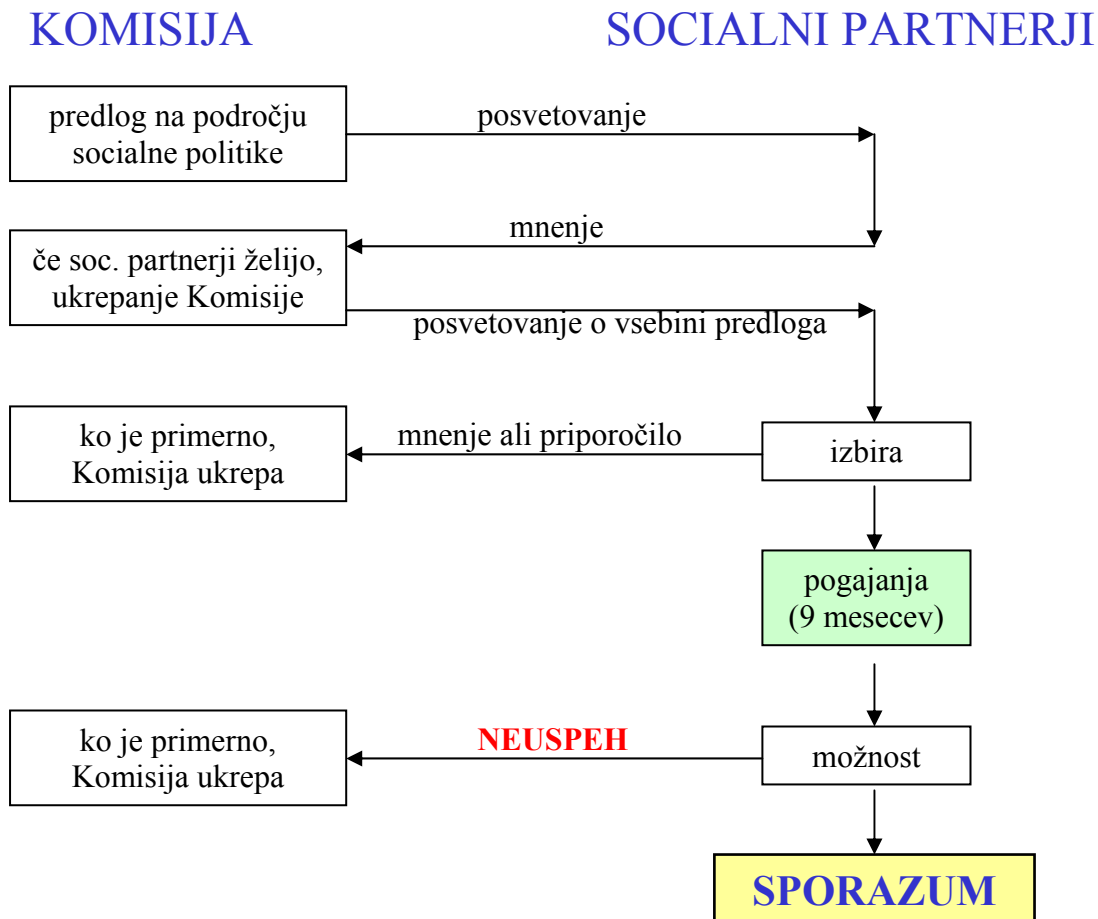 KOMISIJA
SOCIALNI PARTNERJI
predlog na področju
socialne politike
posvetovanje
mnenje
če soc. partnerji želijo,
ukrepanje Komisije
posvetovanje o vsebini predloga
ko je primerno,
Komisija ukrepa
mnenje ali priporočilo
izbira
pogajanja
(9 mesecev)
ko je primerno,
Komisija ukrepa
NEUSPEH
možnost
SPORAZUM